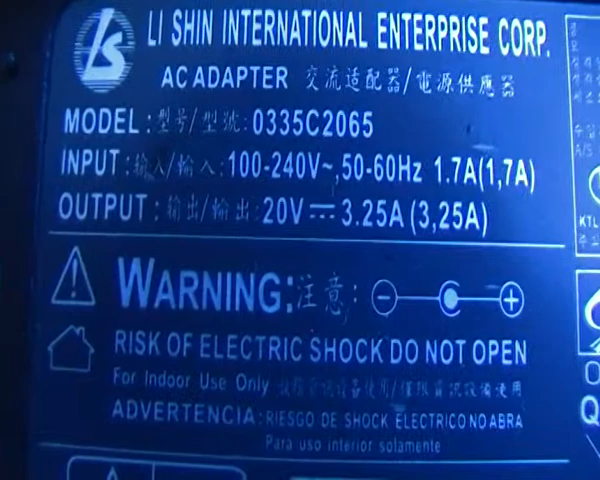 LS
LI SHIN INTERNATIONAL ENTERPRISE CORP.
AC ADAPTER 交流适配器/電源供應器
MODEL:型号/型號:0335C2065
INPUT:输入/輸入:100-240V~,50-60Hz 1.7A(1,7A)
OUTPUT:输出/輸出:20V 3.25A (3,25A)
WARNING:注意:
RISK OF ELECTRIC SHOCK DO NOT OPEN
For Indoor Use Only
ADVERTENCIA:RIESGO DE SHOCK ELECTRICO NO ABRA
Para uso interior solamente
KTL